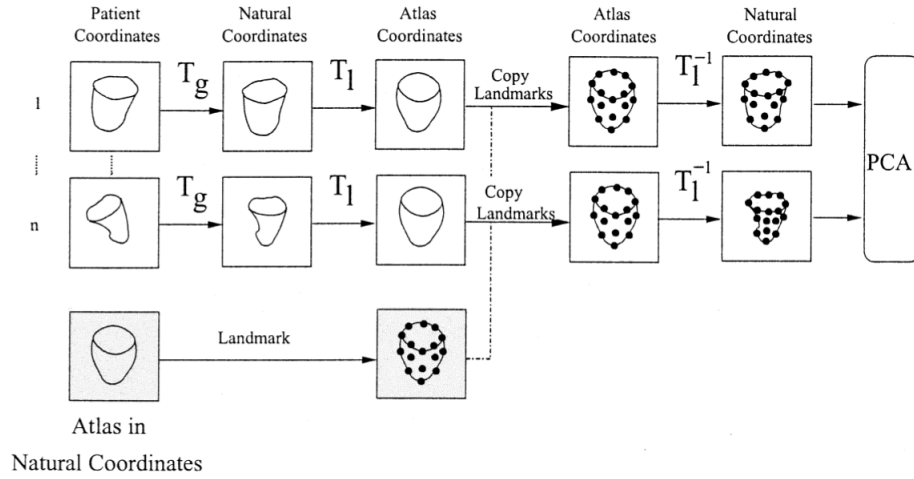 Patient Coordinates
Natural Coordinates
Atlas Coordinates
Atlas Coordinates
Natural Coordinates
1
T_g
T_l
Copy Landmarks
T_l^{-1}
PCA
n
T_g
T_l
Copy Landmarks
T_l^{-1}
Landmark
Atlas in
Natural Coordinates